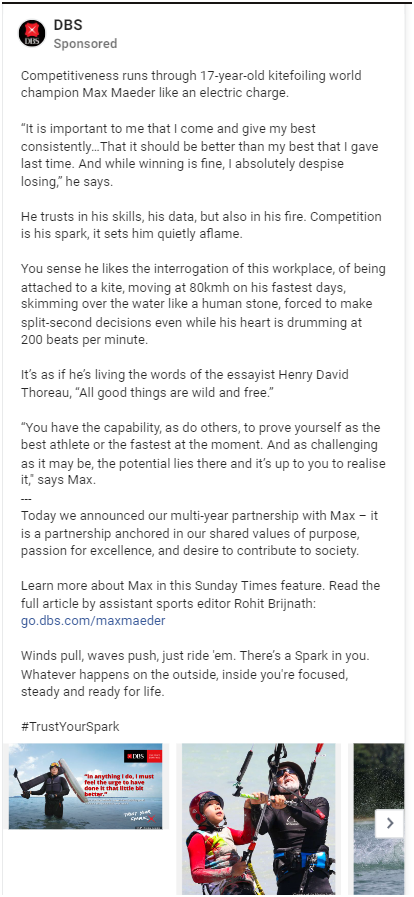 DBS
Sponsored
Competitiveness runs through 17-year-old kitefoiling world
champion Max Maeder like an electric charge.
“It is important to me that I come and give my best
consistently...That it should be better than my best that I gave
last time. And while winning is fine, I absolutely despise
losing,” he says.
He trusts in his skills, his data, but also in his fire. Competition
is his spark, it sets him quietly aflame.
You sense he likes the interrogation of this workplace, of being
attached to a kite, moving at 80kmh on his fastest days,
skimming over the water like a human stone, forced to make
split-second decisions even while his heart is drumming at
200 beats per minute.
It’s as if he’s living the words of the essayist Henry David
Thoreau, “All good things are wild and free.”
“You have the capability, as do others, to prove yourself as the
best athlete or the fastest at the moment. And as challenging
as it may be, the potential lies there and it’s up to you to realise
it," says Max.
---
Today we announced our multi-year partnership with Max – it
is a partnership anchored in our shared values of purpose,
passion for excellence, and desire to contribute to society.
Learn more about Max in this Sunday Times feature. Read the
full article by assistant sports editor Rohit Brijnath:
go.dbs.com/maxmaeder
Winds pull, waves push, just ride 'em. There’s a Spark in you.
Whatever happens on the outside, inside you're focused,
steady and ready for life.
#TrustYourSpark
DBS
"In anything I do, I must
feel the urge to have
done it that little bit
better."
TRUST YOUR
SPARK